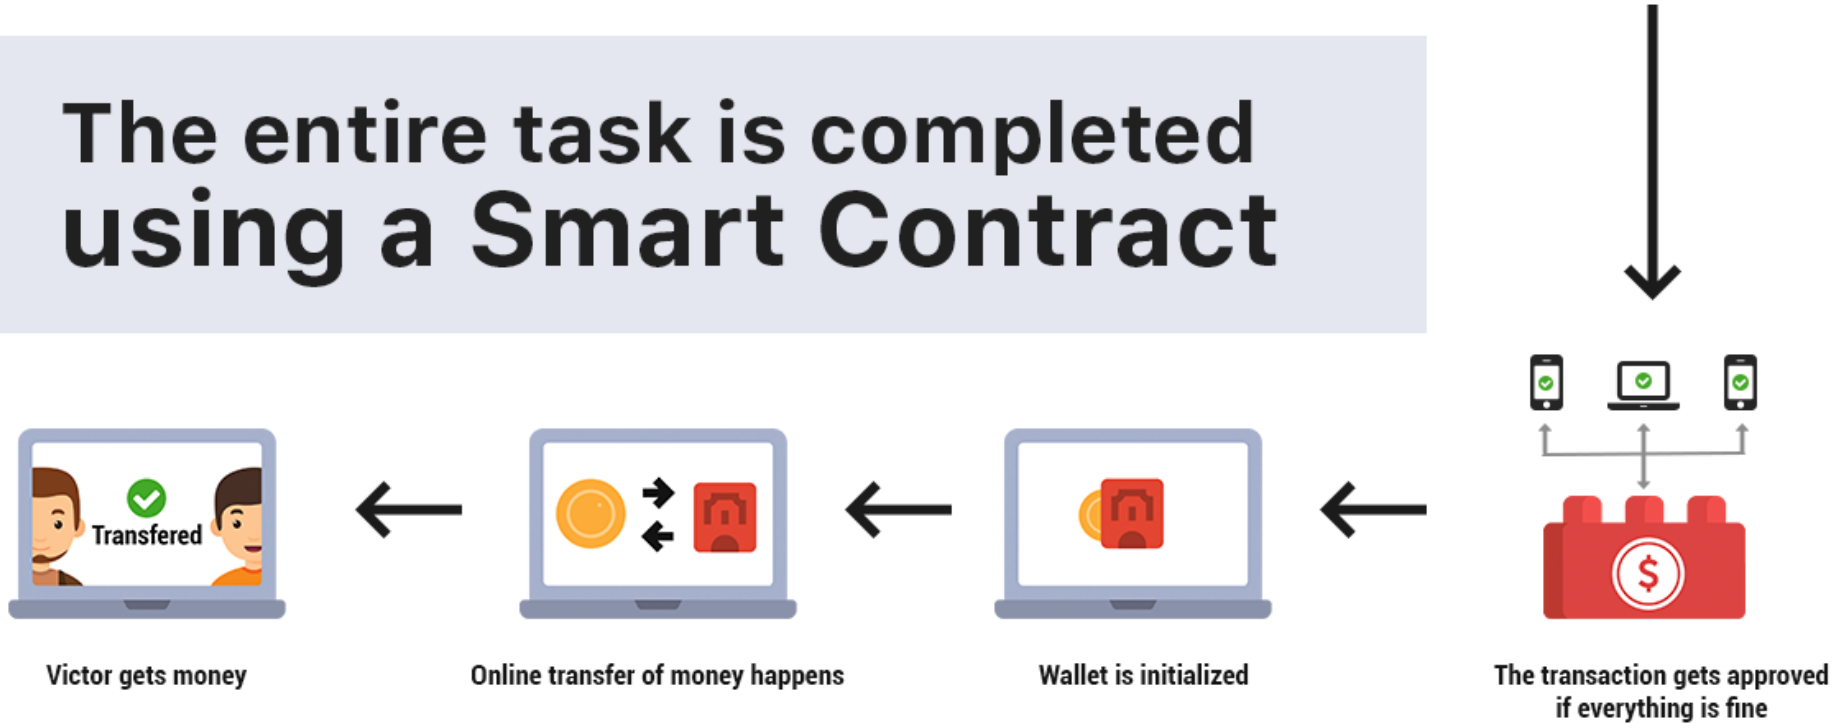 The entire task is completed
using a Smart Contract
Transfered
$
Victor gets money
Online transfer of money happens
Wallet is initialized
The transaction gets approved
if everything is fine